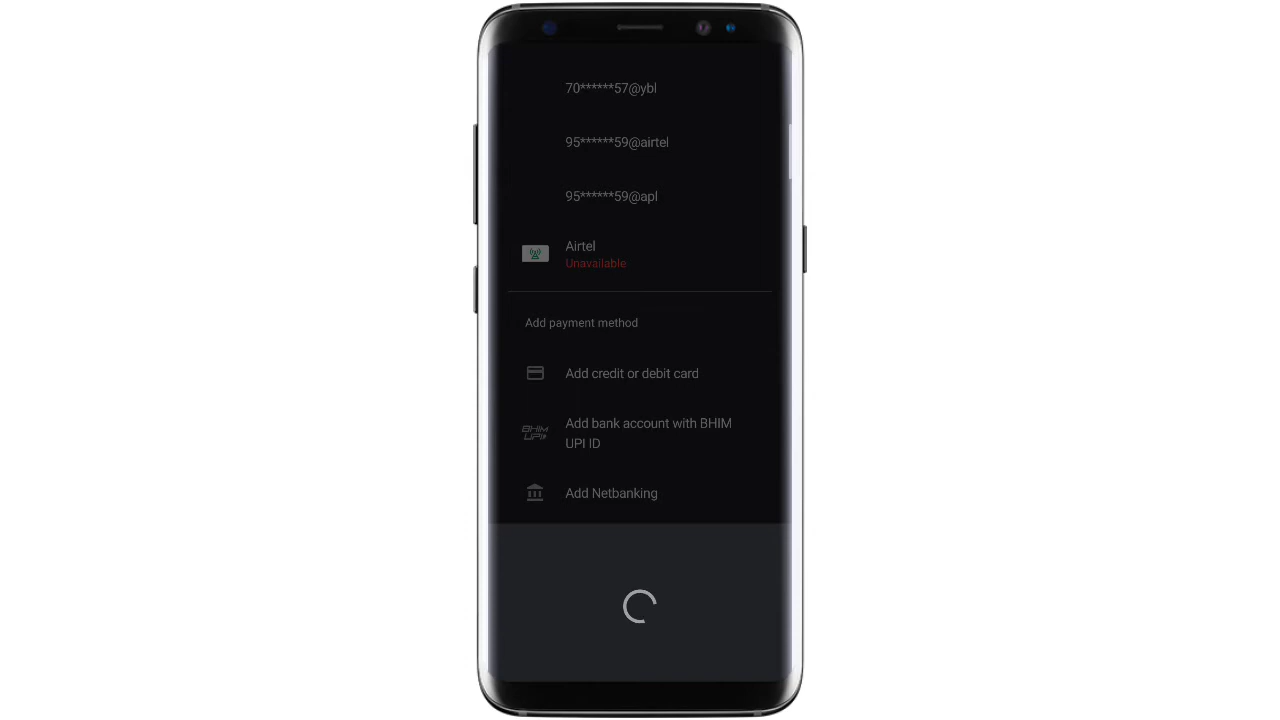 70******57@ybl
95******59@airtel
95******59@apl
Airtel
Unavailable
Add payment method
Add credit or debit card
Add bank account with BHIM
UPI ID
BHIM
UPI
Add Netbanking